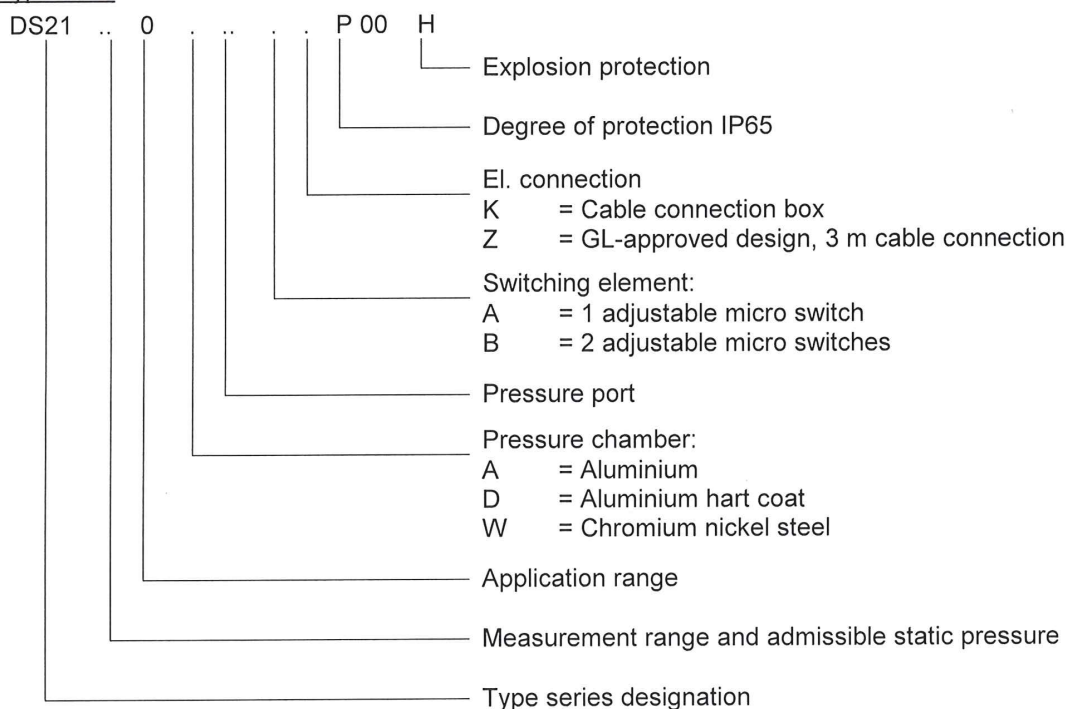 DS21 .. 0 . .. . . P 00 H
Explosion protection
Degree of protection IP65
El. connection
K = Cable connection box
Z = GL-approved design, 3 m cable connection
Switching element:
A = 1 adjustable micro switch
B = 2 adjustable micro switches
Pressure port
Pressure chamber:
A = Aluminium
D = Aluminium hart coat
W = Chromium nickel steel
Application range
Measurement range and admissible static pressure
Type series designation